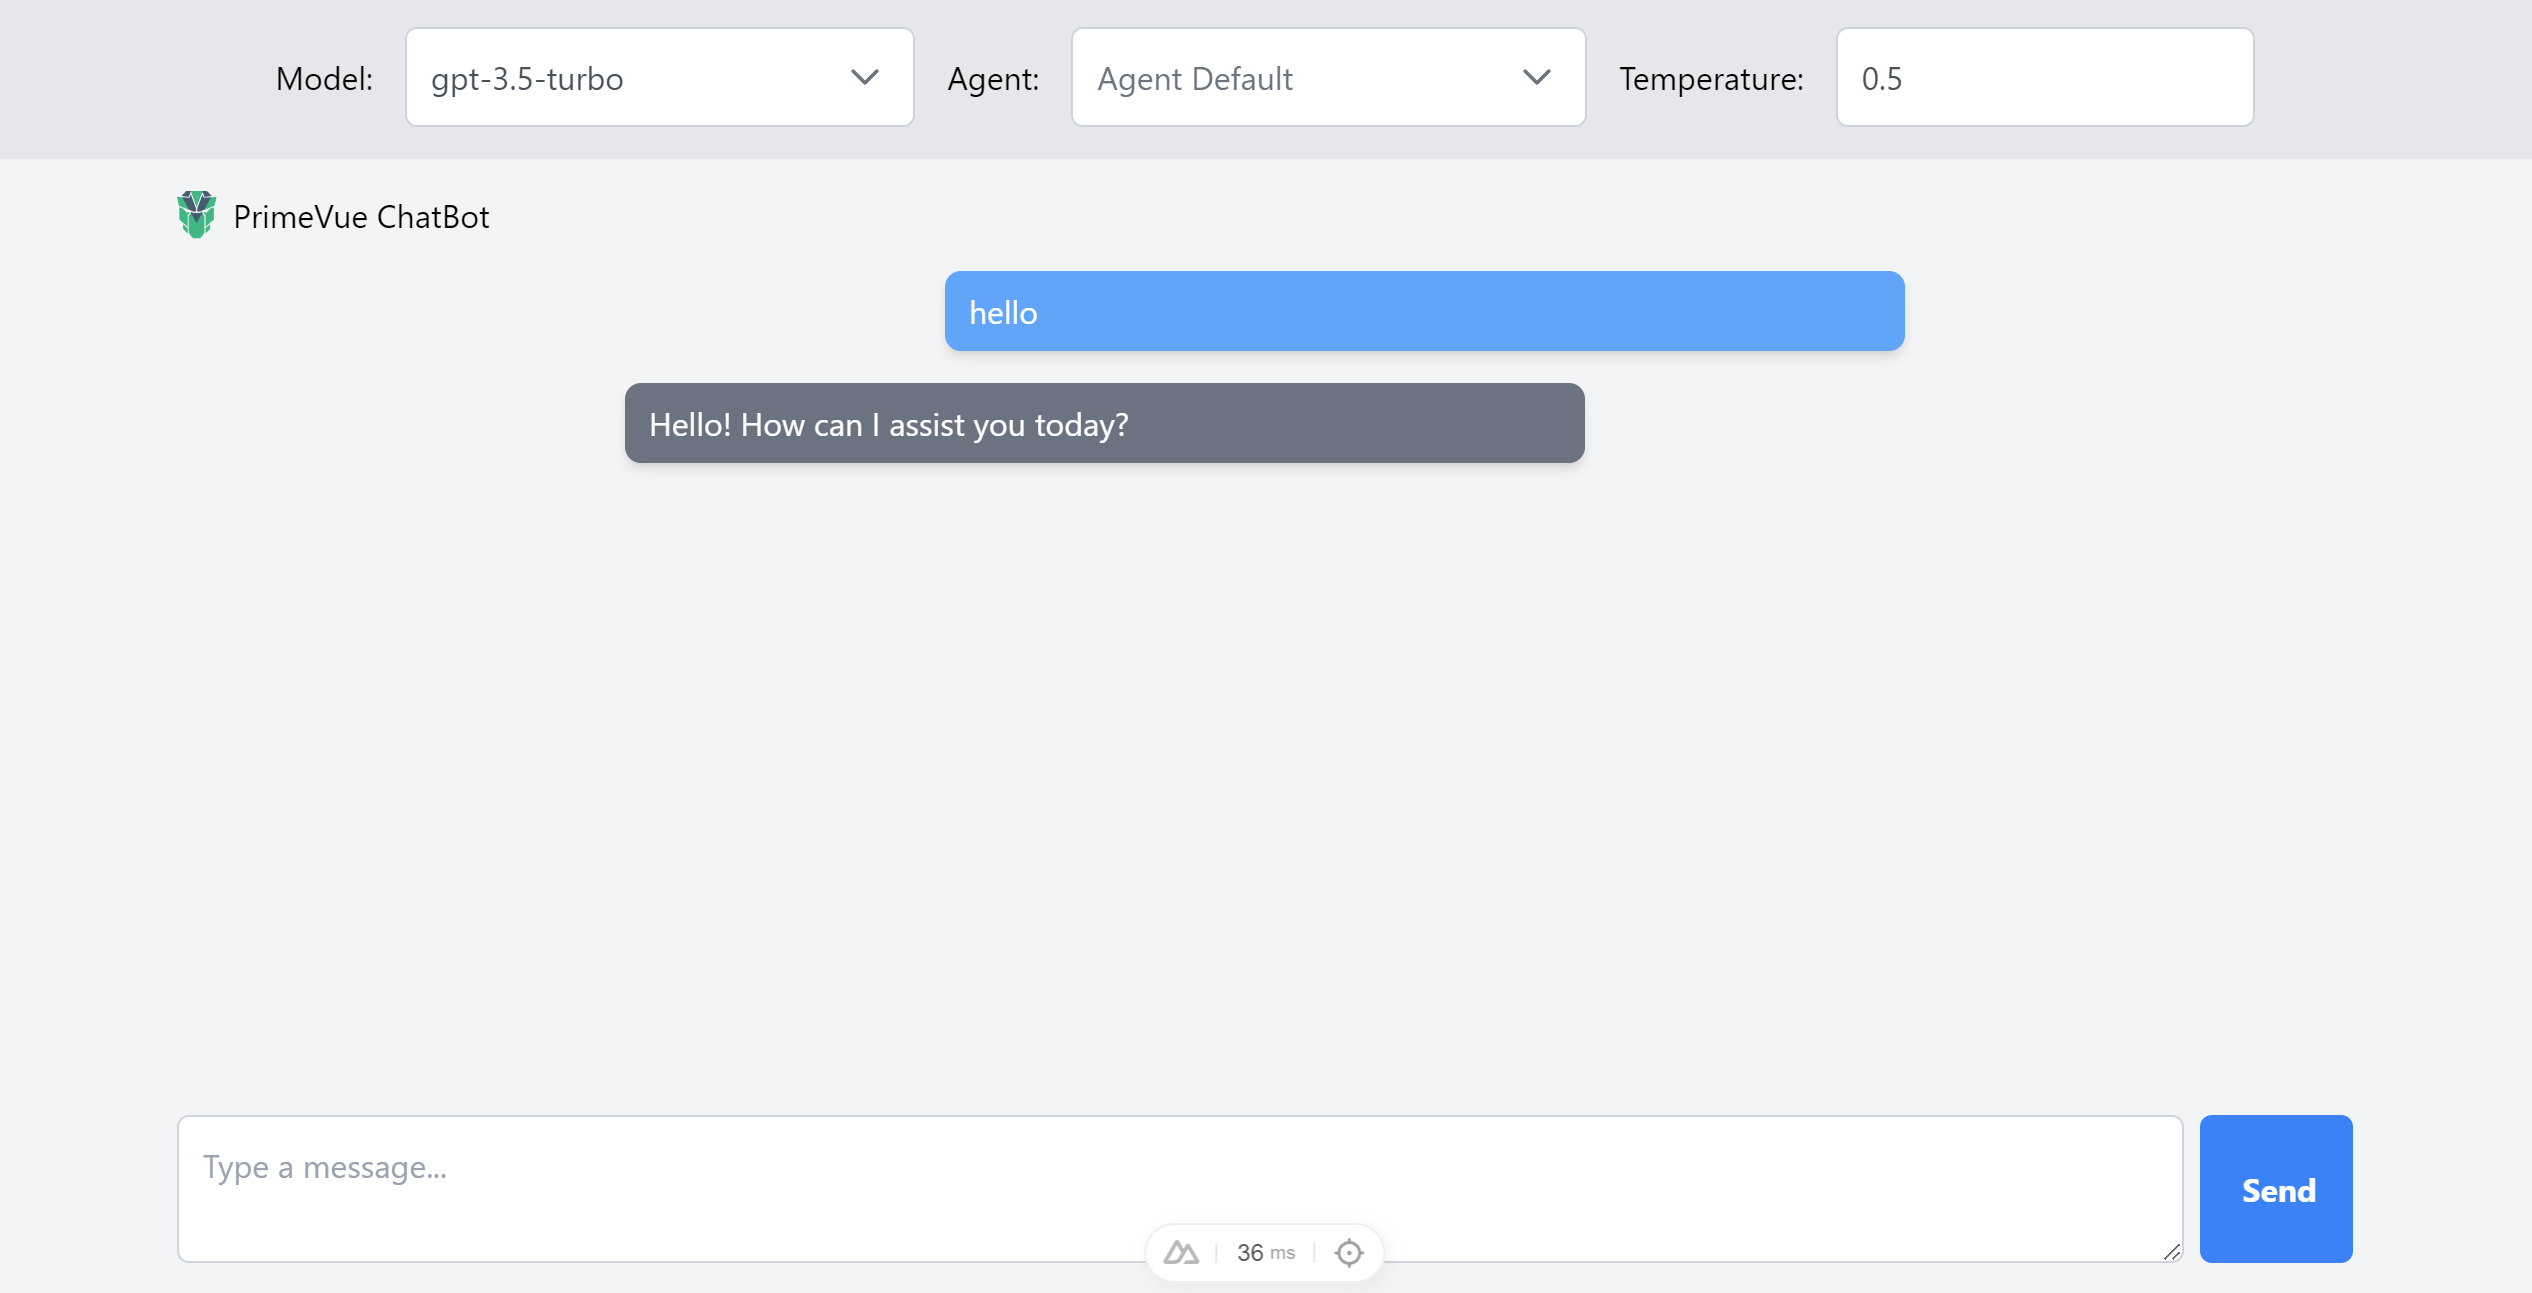 Model: gpt-3.5-turbo Agent: Agent Default Temperature: 0.5
PrimeVue ChatBot
hello
Hello! How can I assist you today?
Type a message...
Send
36 ms